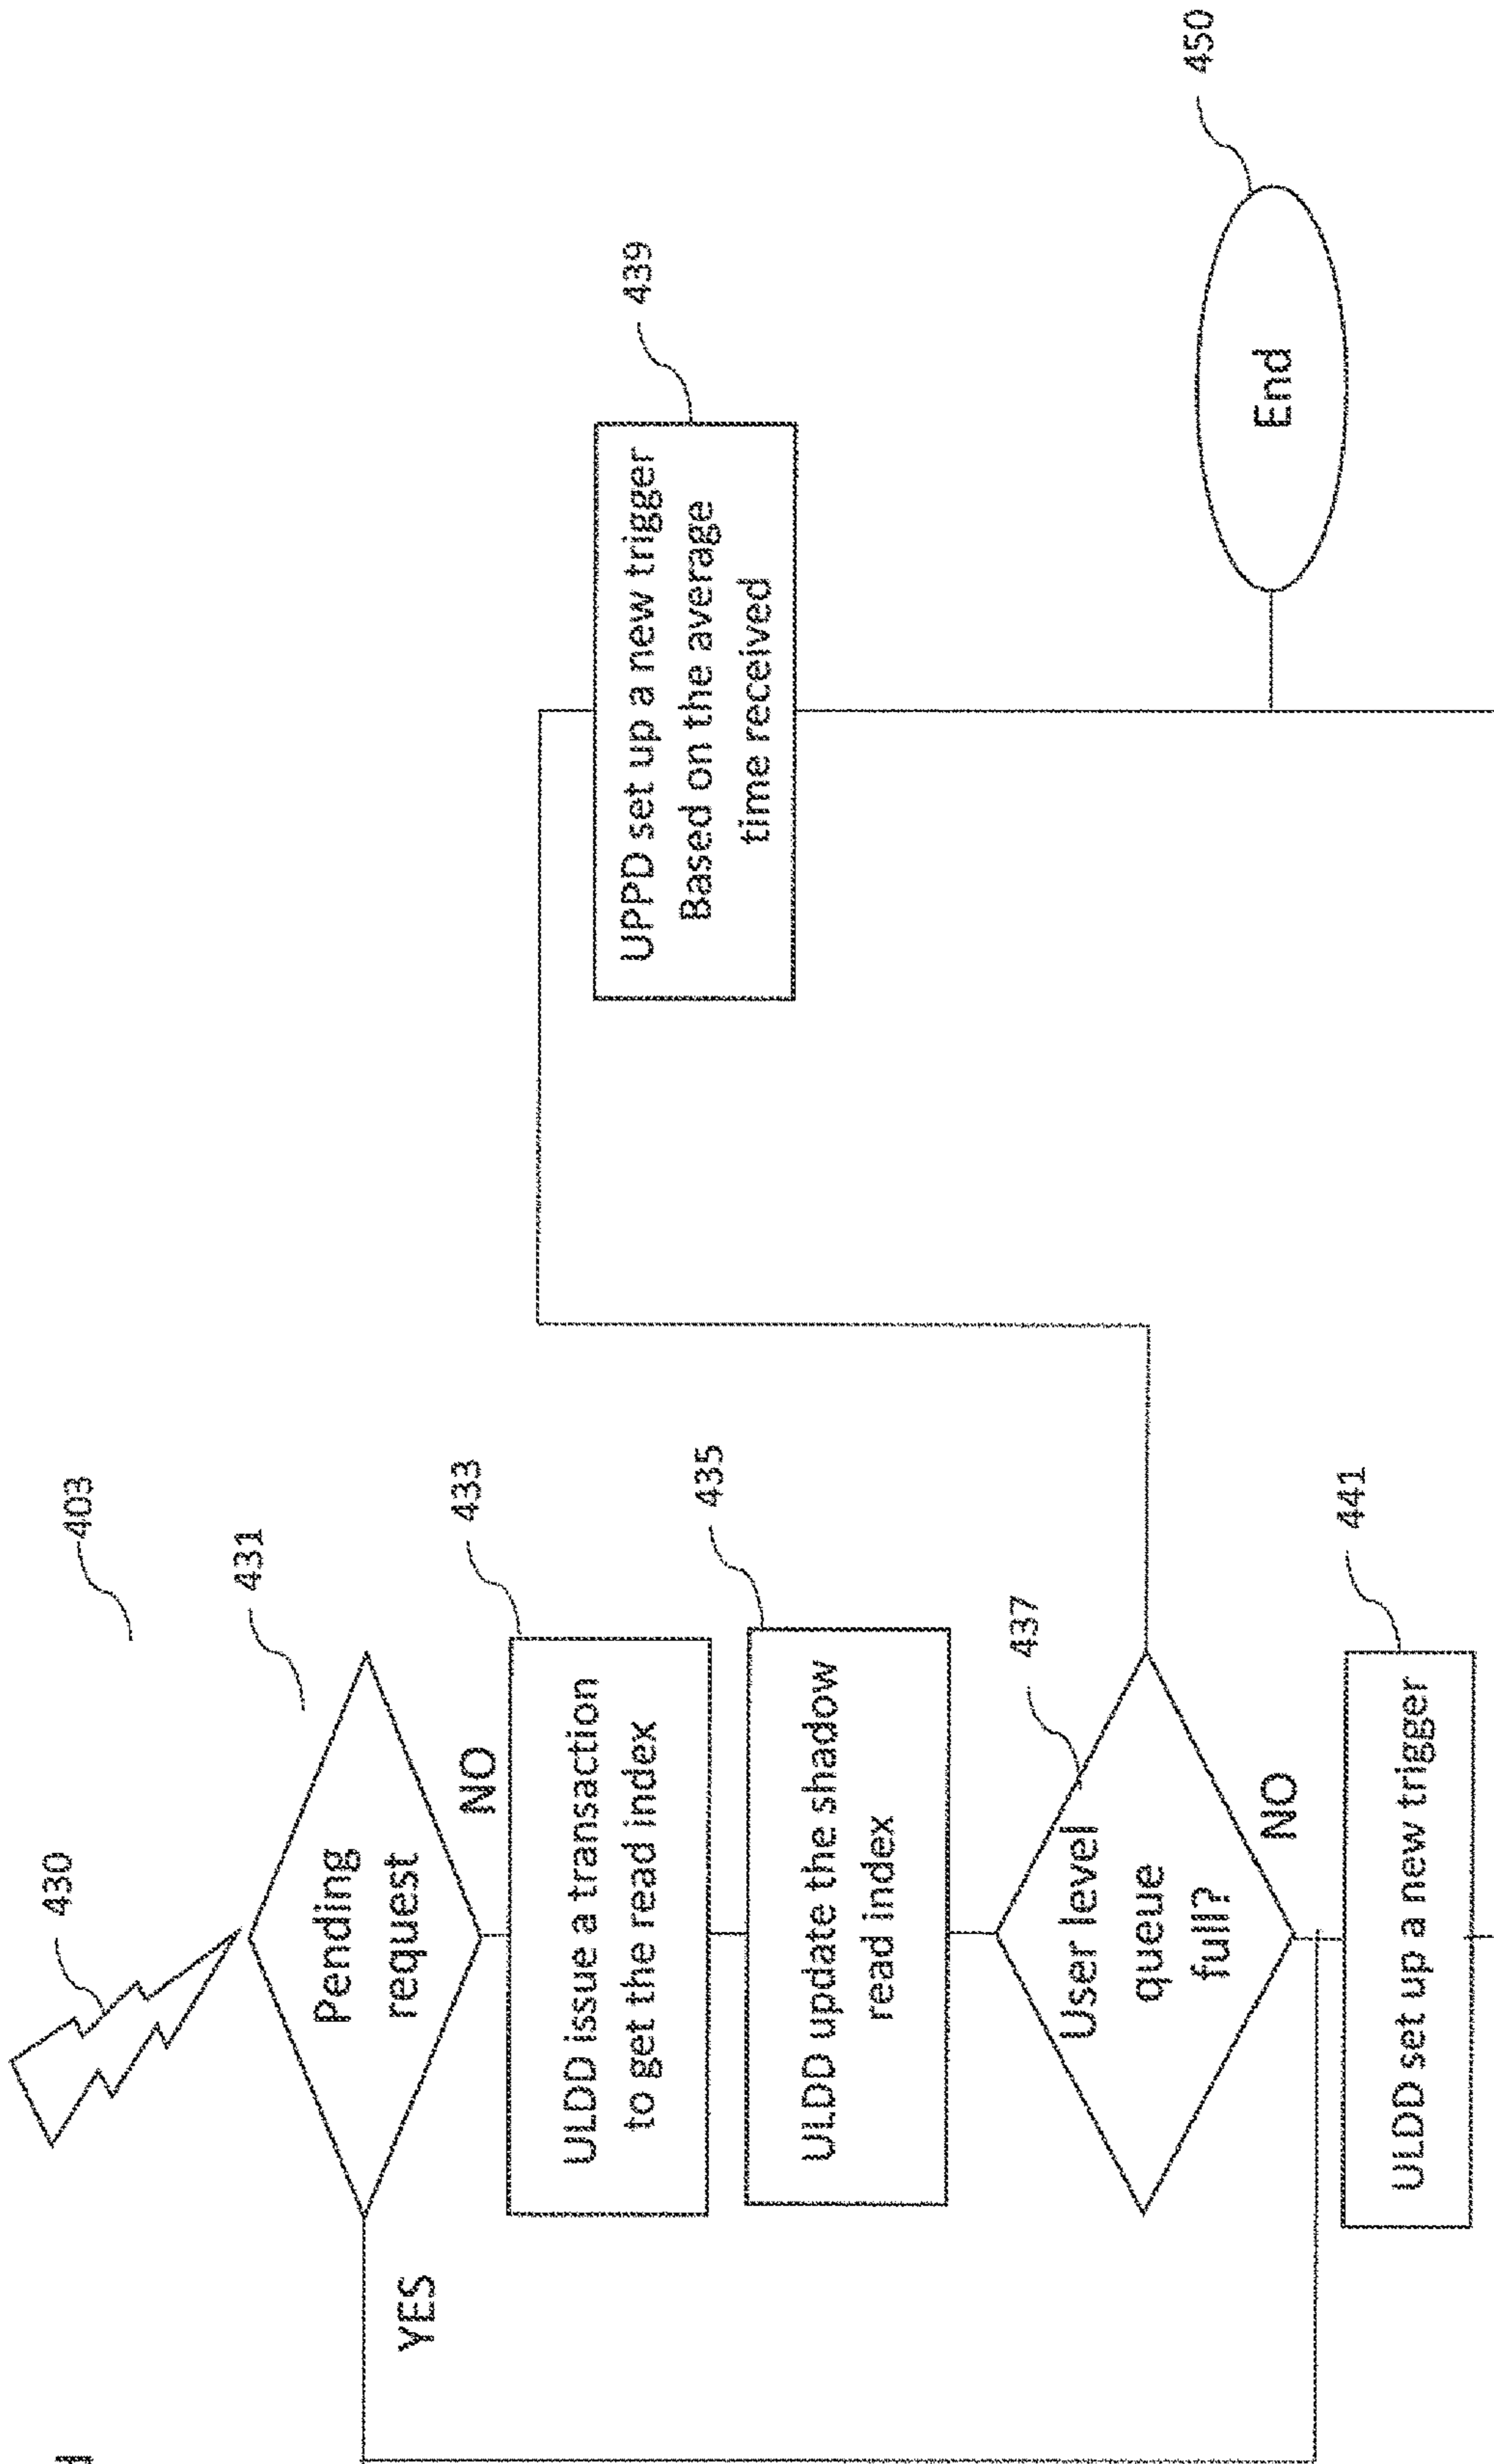 403
430
431
Pending
request
YES
NO
433
ULDD issue a transaction
to get the read index
435
ULDD update the shadow
read index
437
User level
queue
full?
NO
439
UPPD set up a new trigger
Based on the average
time received
441
ULDD set up a new trigger
450
End